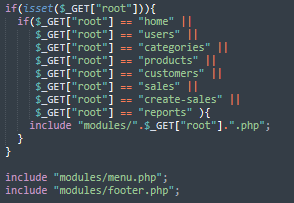 if(isset($_GET["root"])){
if($_GET["root"] == "home" ||
$_GET["root"] == "users" ||
$_GET["root"] == "categories" ||
$_GET["root"] == "products" ||
$_GET["root"] == "customers" ||
$_GET["root"] == "sales" ||
$_GET["root"] == "create-sales" ||
$_GET["root"] == "reports" ){
include "modules/".$_GET["root"].".php";
}
}
include "modules/menu.php";
include "modules/footer.php";